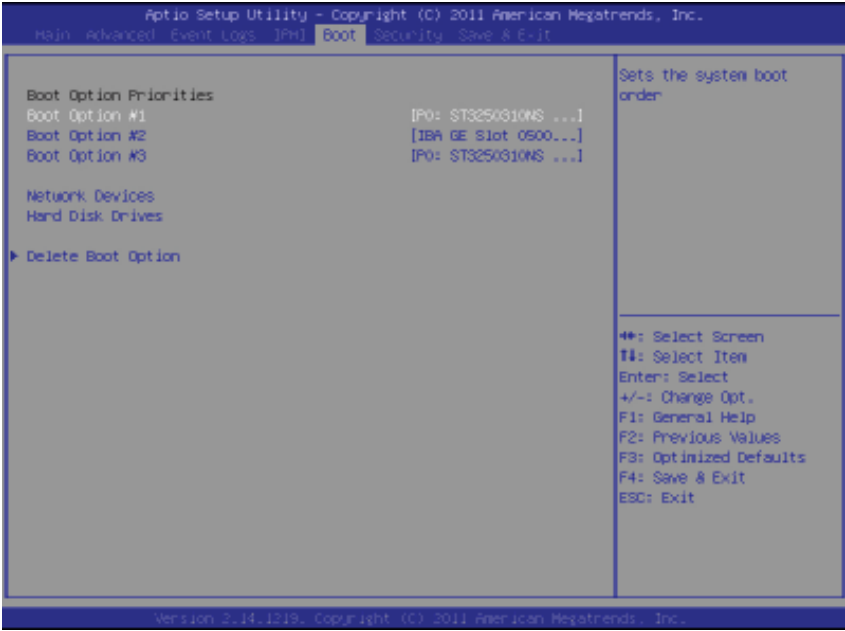 Aptio Setup Utility - Copyright (C) 2011 American Megatrends, Inc.
Main Advanced Event Logs IPMI Boot Security Save & Exit
Boot Option Priorities
Boot Option #1 [P0: ST3250310NS ...]
Boot Option #2 [IBA GE Slot 0500...]
Boot Option #3 [P0: ST3250310NS ...]
Network Devices
Hard Disk Drives
Delete Boot Option
Sets the system boot
order
→←: Select Screen
↑↓: Select Item
Enter: Select
+/-: Change Opt.
F1: General Help
F2: Previous Values
F3: Optimized Defaults
F4: Save & Exit
ESC: Exit
Version 2.14.1219. Copyright (C) 2011 American Megatrends, Inc.